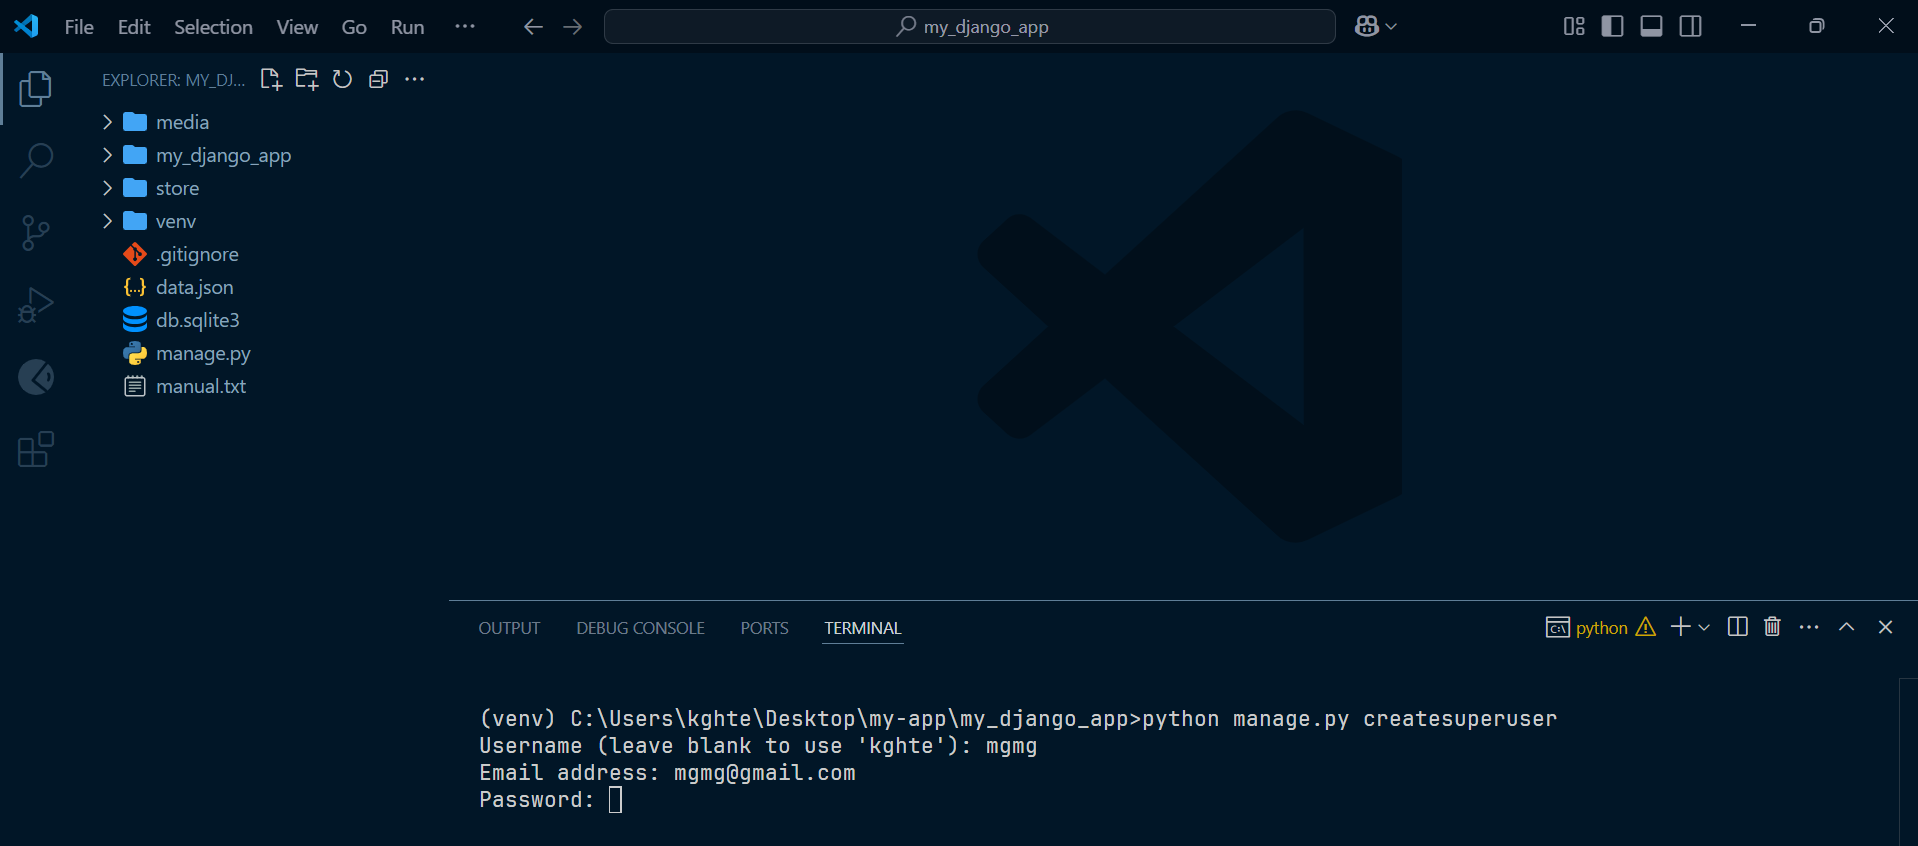 File Edit Selection View Go Run ···
my_django_app
EXPLORER: MY_DJ...
media
my_django_app
store
venv
.gitignore
data.json
db.sqlite3
manage.py
manual.txt
OUTPUT DEBUG CONSOLE PORTS TERMINAL
python
(venv) C:\Users\kghte\Desktop\my-app\my_django_app>python manage.py createsuperuser
Username (leave blank to use 'kghte'): mgmg
Email address: mgmg@gmail.com
Password: